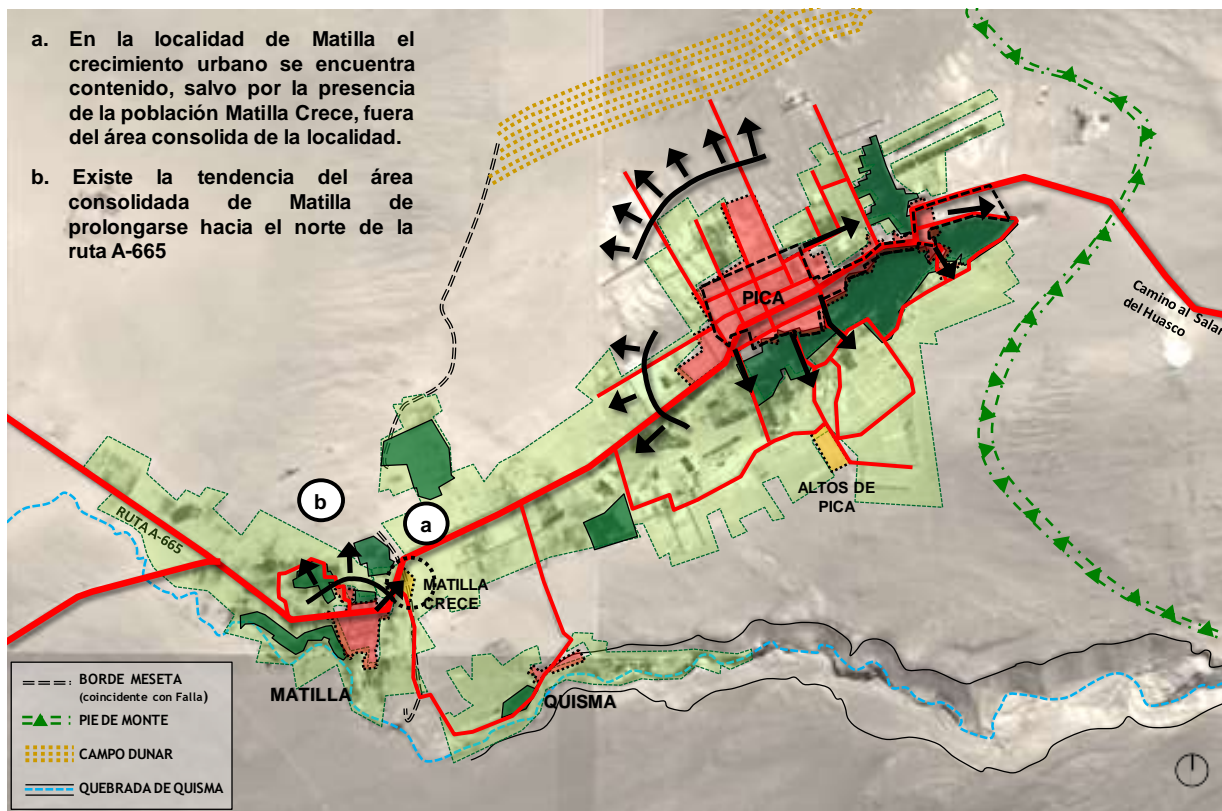 a. En la localidad de Matilla el
crecimiento urbano se encuentra
contenido, salvo por la presencia
de la población Matilla Crece, fuera
del área consolida de la localidad.
b. Existe la tendencia del área
consolidada de Matilla de
prolongarse hacia el norte de la
ruta A-665
PICA
Camino al Salar
del Huasco
ALTOS DE
PICA
b
a
RUTA A-665
MATILLA
CRECE
MATILLA
QUISMA
BORDE MESETA
(coincidente con Falla)
PIE DE MONTE
CAMPO DUNAR
QUEBRADA DE QUISMA